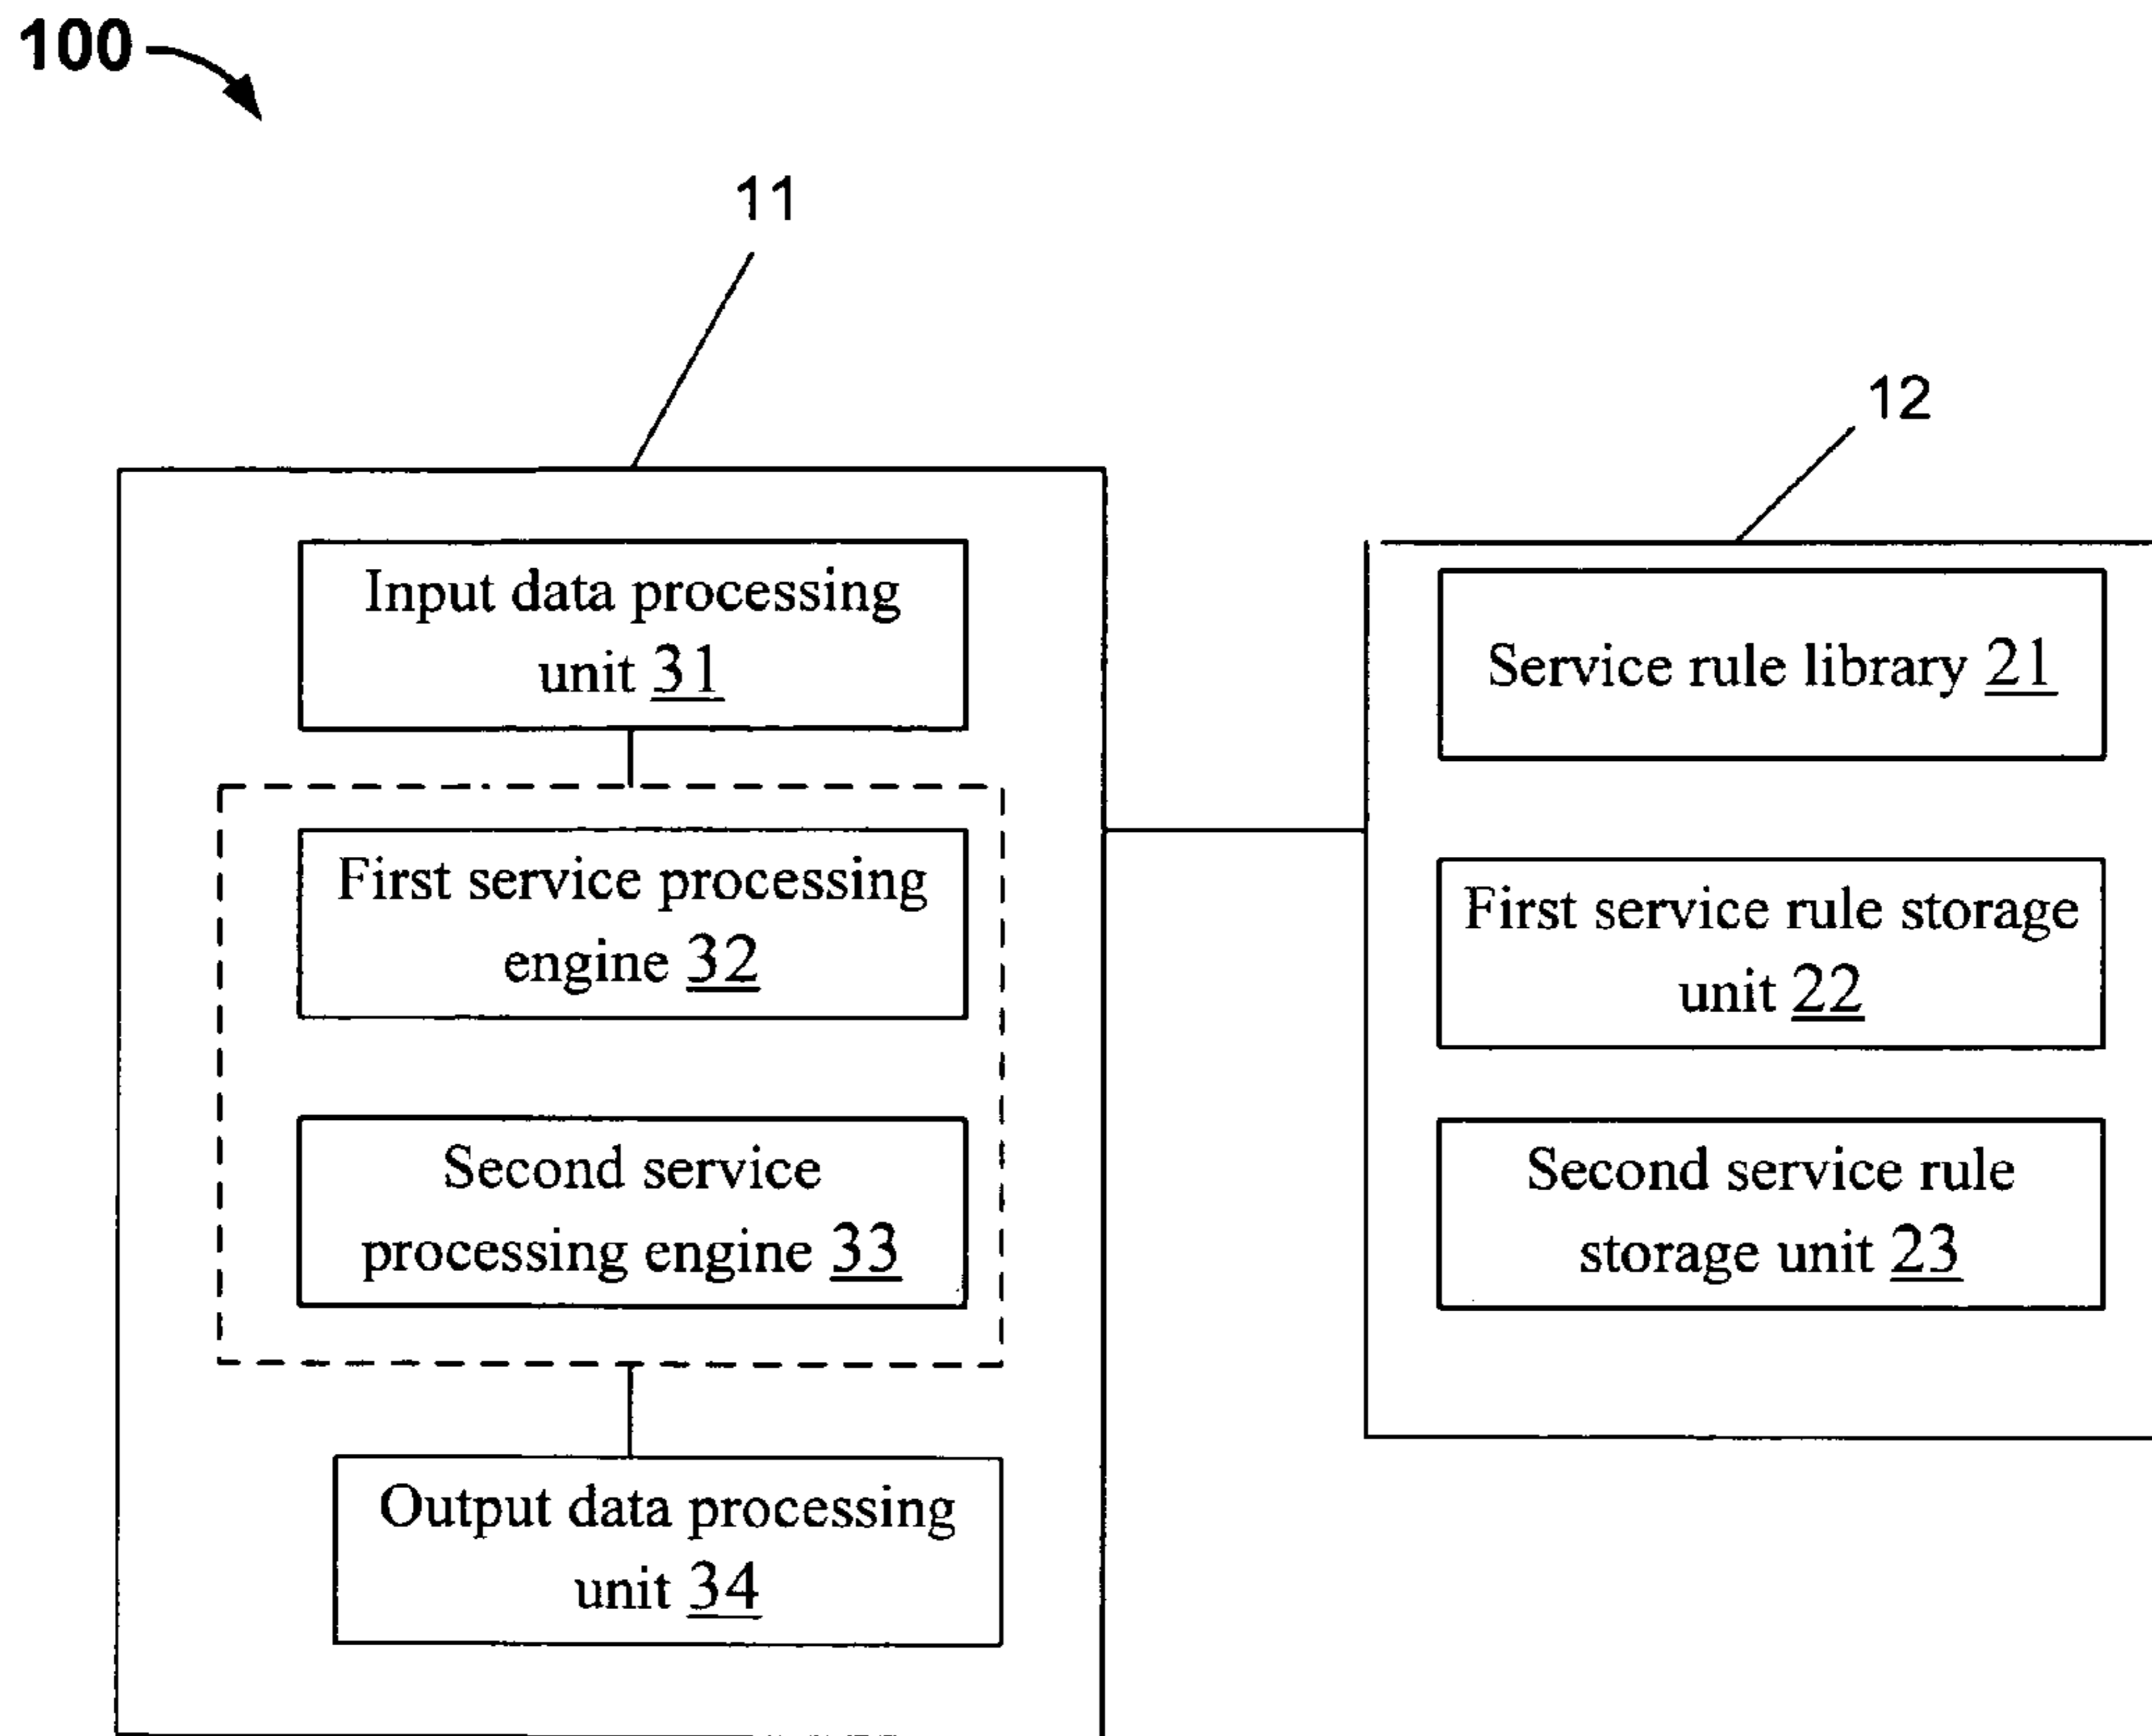 100
11
12
Input data processing
unit 31
First service processing
engine 32
Second service
processing engine 33
Output data processing
unit 34
Service rule library 21
First service rule storage
unit 22
Second service rule
storage unit 23